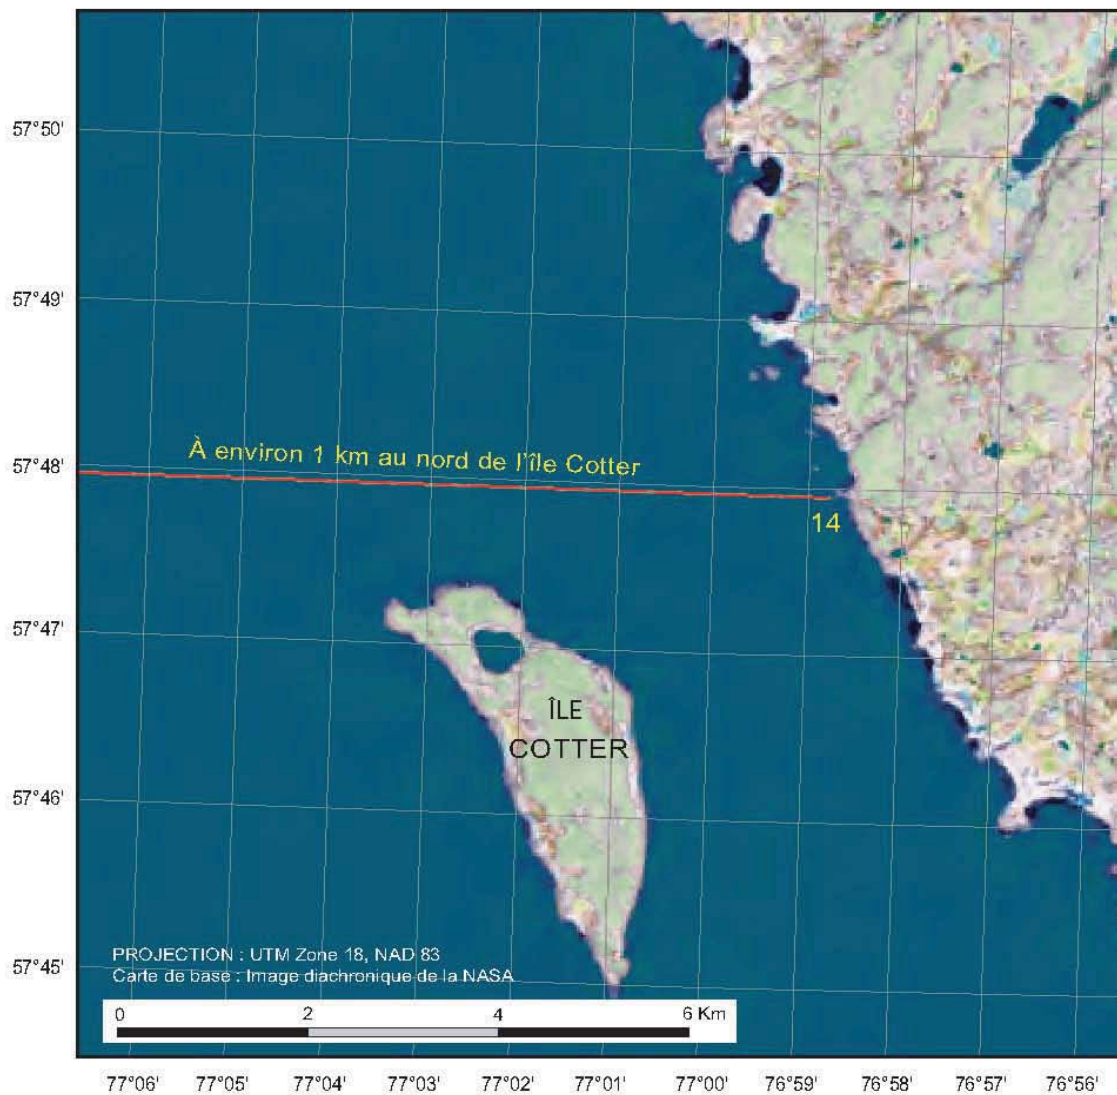 57°50'
57°49'
57°48'
À environ 1 km au nord de l'île Cotter
14
57°47'
ÎLE
COTTER
57°46'
57°45'
PROJECTION : UTM Zone 18, NAD 83
Carte de base : Image diachronique de la NASA
0 2 4 6 Km
77°06' 77°05' 77°04' 77°03' 77°02' 77°01' 77°00' 76°59' 76°58' 76°57' 76°56'